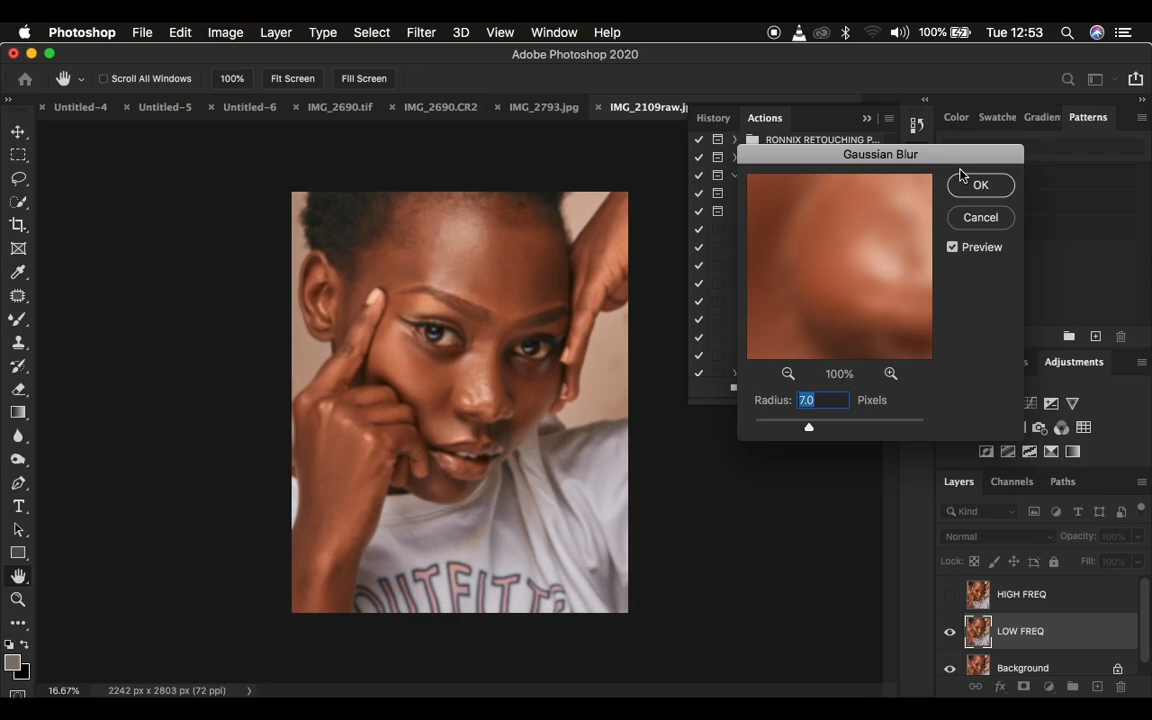 Photoshop File Edit Image Layer Type Select Filter 3D View Window Help 100% Tue 12:53
Adobe Photoshop 2020
Scroll All Windows 100% Fit Screen Fill Screen
Untitled-4 Untitled-5 Untitled-6 IMG_2690.tif IMG_2690.CR2 IMG_2793.jpg IMG_2109raw.j
History Actions
RONNIX RETOUCHING P...
Color Swatche Gradien Patterns
Gaussian Blur
OK
Cancel
Preview
100%
Radius: 7.0 Pixels
Adjustments
OUTFITT
Layers Channels Paths
Kind
Normal Opacity: 100%
Lock: Fill: 100%
HIGH FREQ
LOW FREQ
Background
fx
16.67% 2242 px x 2803 px (72 ppi)